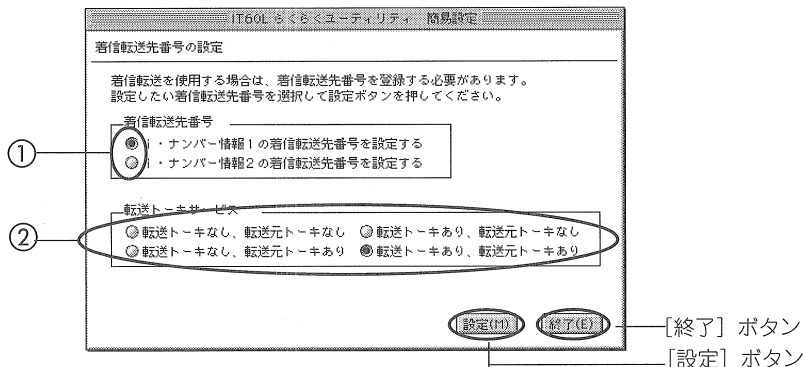 IT60L らくらくユーティリティ 簡易設定
着信転送先番号の設定
着信転送を使用する場合は、着信転送先番号を登録する必要があります。
設定したい着信転送先番号を選択して設定ボタンを押してください。
着信転送先番号
①
i・ナンバー情報1の着信転送先番号を設定する
i・ナンバー情報2の着信転送先番号を設定する
転送トーキサービス
②
転送トーキなし、転送元トーキなし 転送トーキあり、転送元トーキなし
転送トーキなし、転送元トーキあり 転送トーキあり、転送元トーキあり
設定(M) 終了(E)
[終了] ボタン
[設定] ボタン